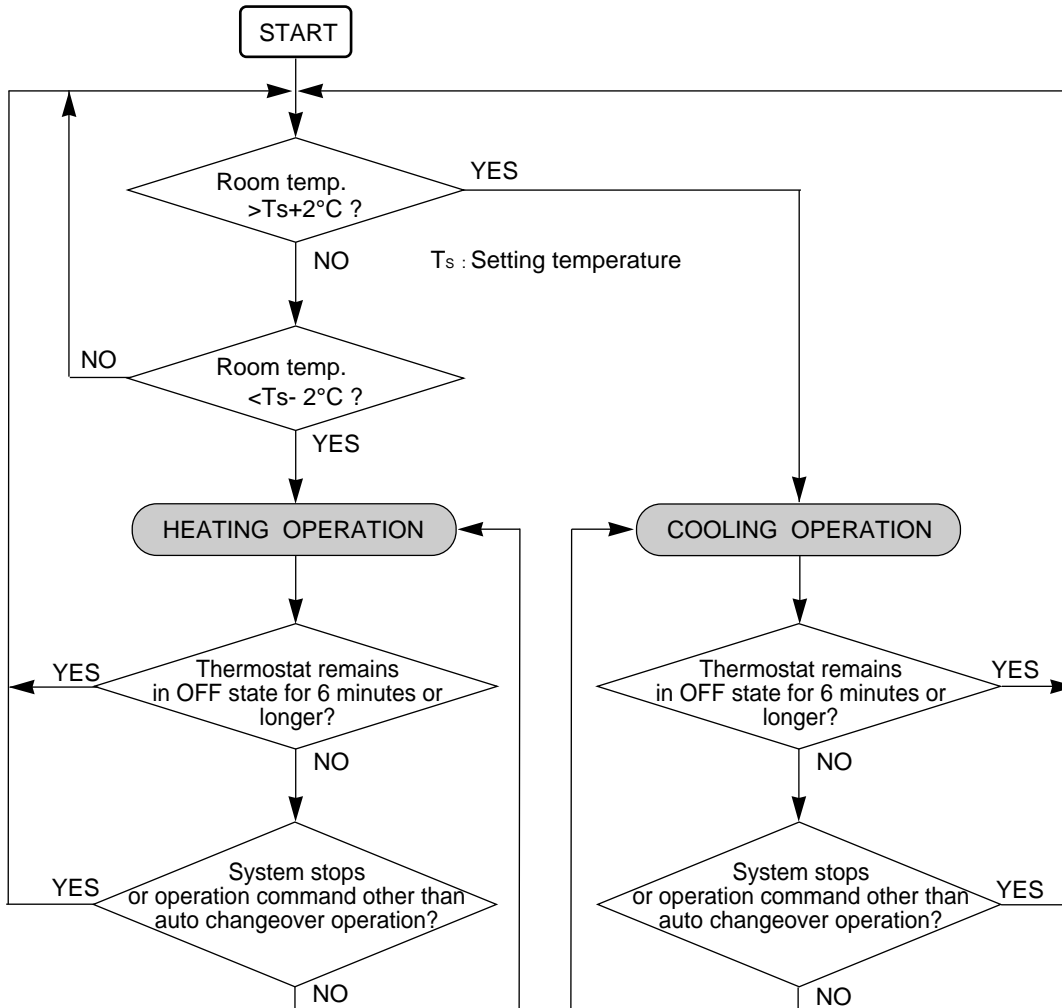 START
Room temp.
>Ts+2°C ?
YES
NO
Ts : Setting temperature
Room temp.
<Ts- 2°C ?
NO
YES
HEATING OPERATION
COOLING OPERATION
Thermostat remains
in OFF state for 6 minutes or
longer?
YES
NO
Thermostat remains
in OFF state for 6 minutes or
longer?
YES
NO
System stops
or operation command other than
auto changeover operation?
YES
NO
System stops
or operation command other than
auto changeover operation?
YES
NO